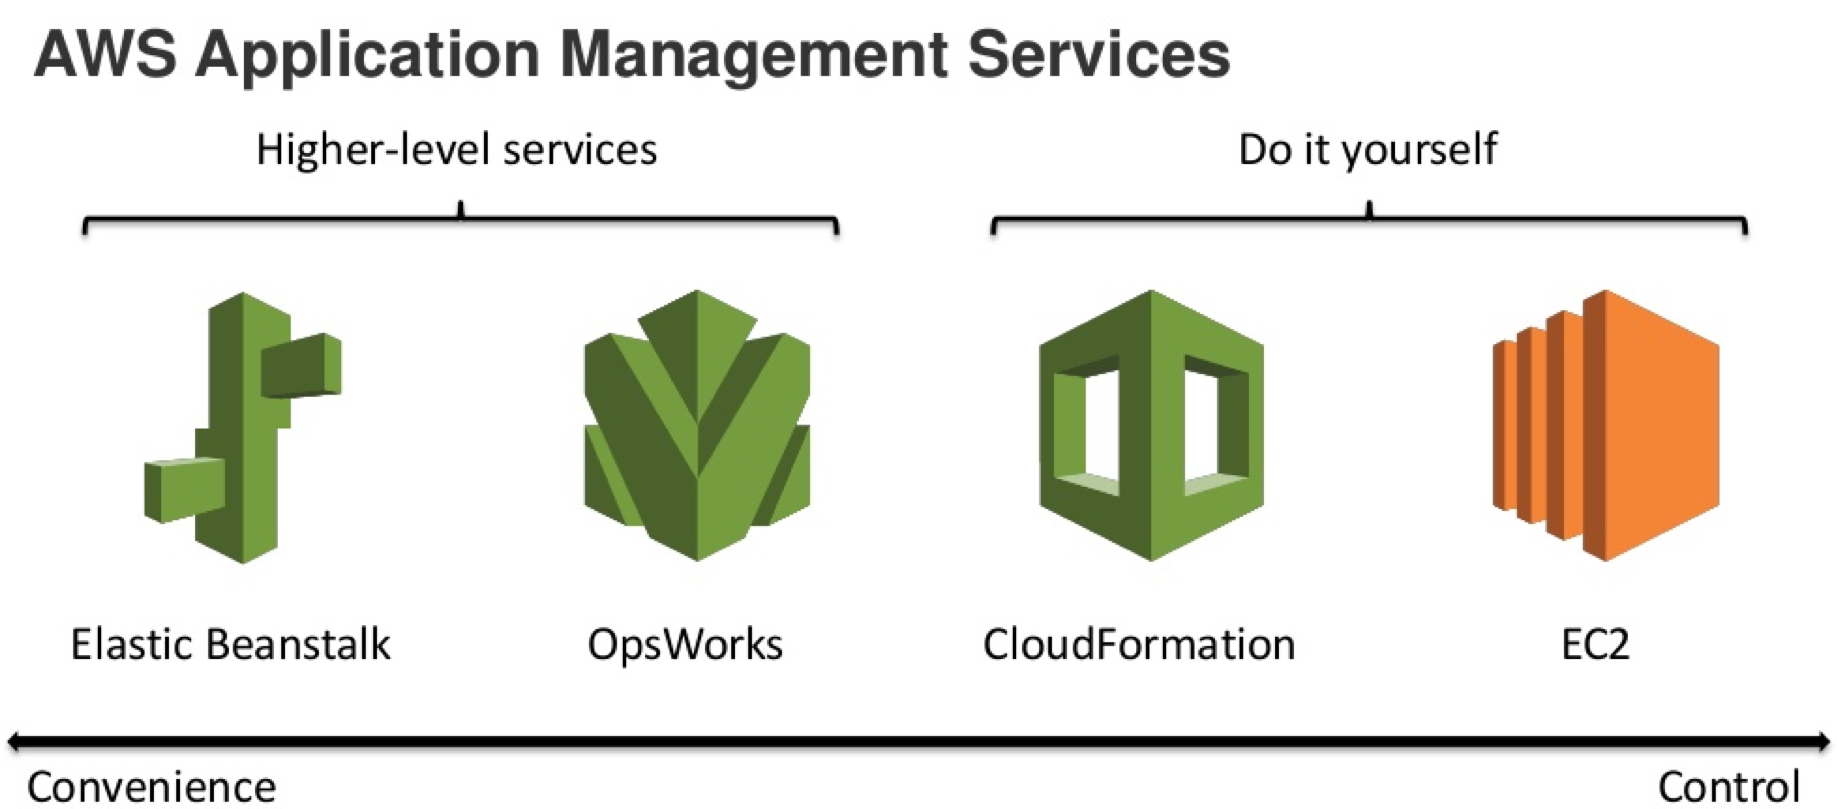 AWS Application Management Services
Higher-level services
Do it yourself
Elastic Beanstalk
OpsWorks
CloudFormation
EC2
Convenience
Control